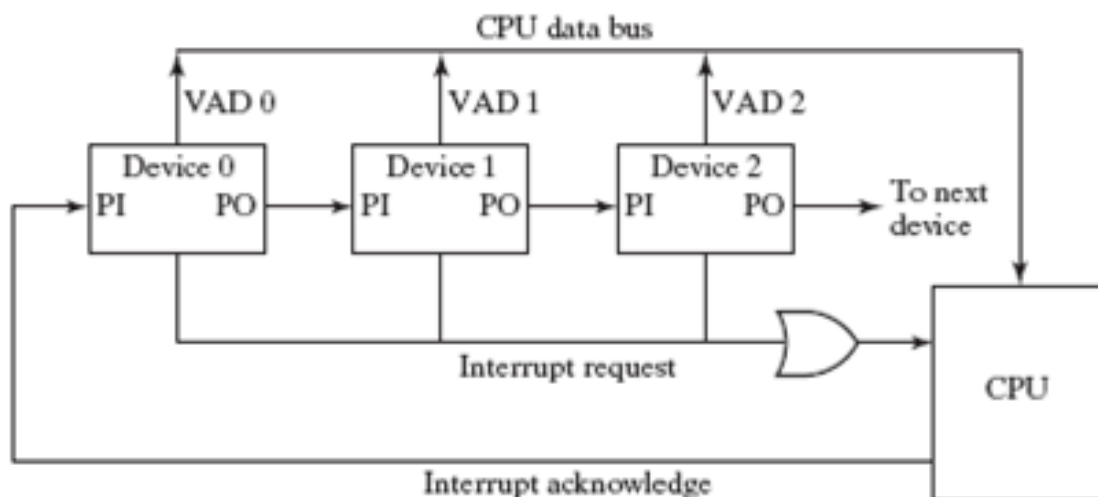 CPU data bus
VAD 0
VAD 1
VAD 2
Device 0
Device 1
Device 2
PI
PO
PI
PO
PI
PO
To next
device
Interrupt request
CPU
Interrupt acknowledge